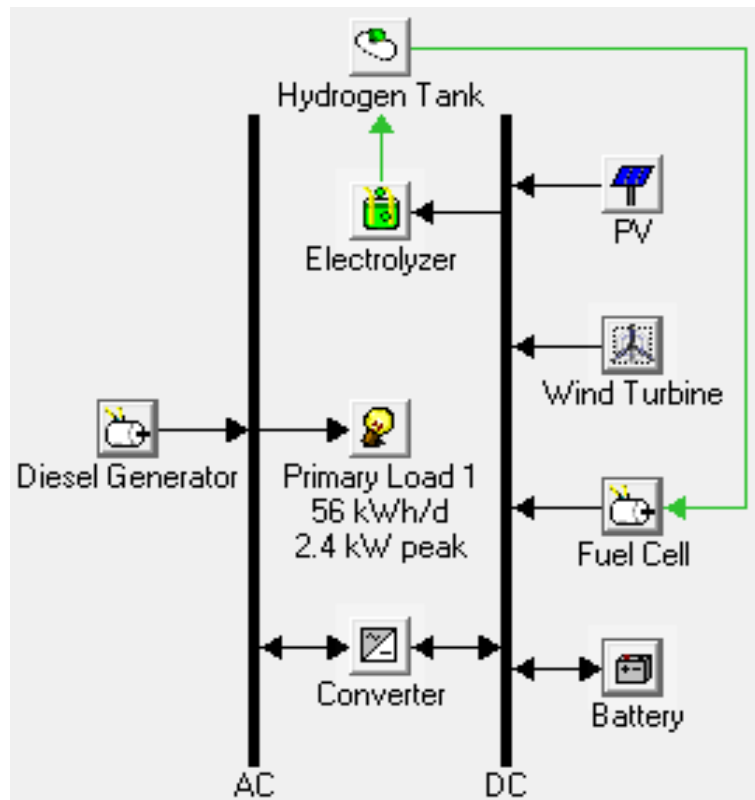 Hydrogen Tank
Electrolyzer
PV
Wind Turbine
Diesel Generator
Primary Load 1
56 kWh/d
2.4 kW peak
Fuel Cell
Converter
Battery
AC
DC